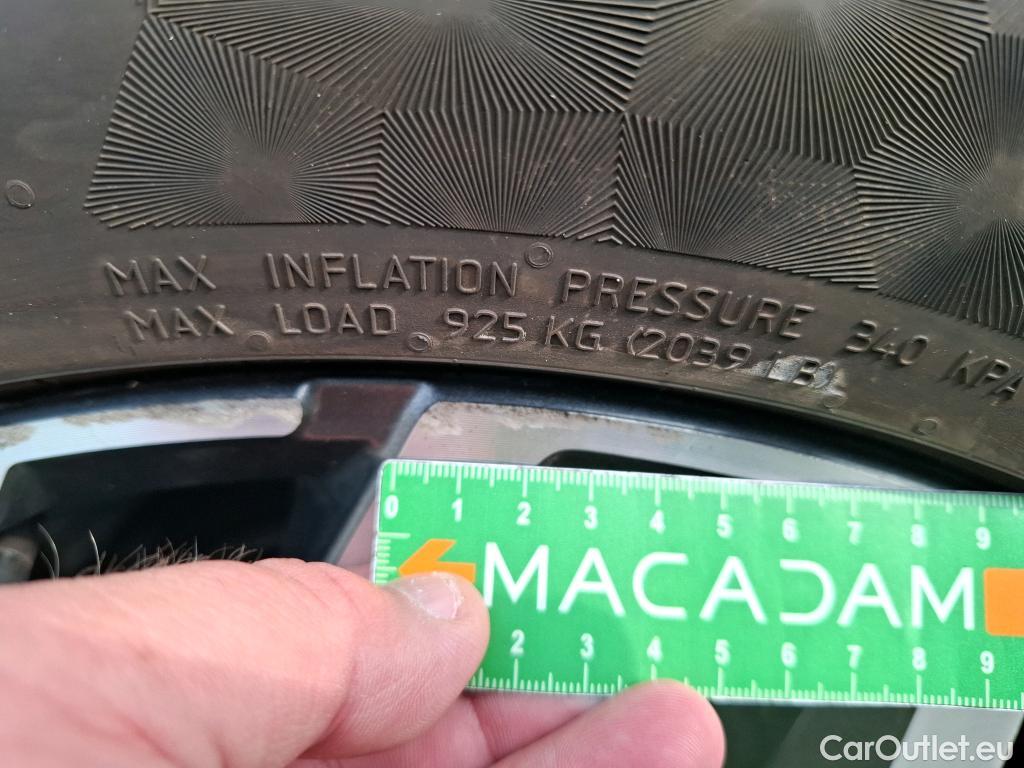 MAX INFLATION PRESSURE 340 KPA
MAX. LOAD 925 KG (2039 LB)
0 1 2 3 4 5 6 7 8 9
MACADAM
2 3 4 5 6 7 8 9
CarOutlet.eu